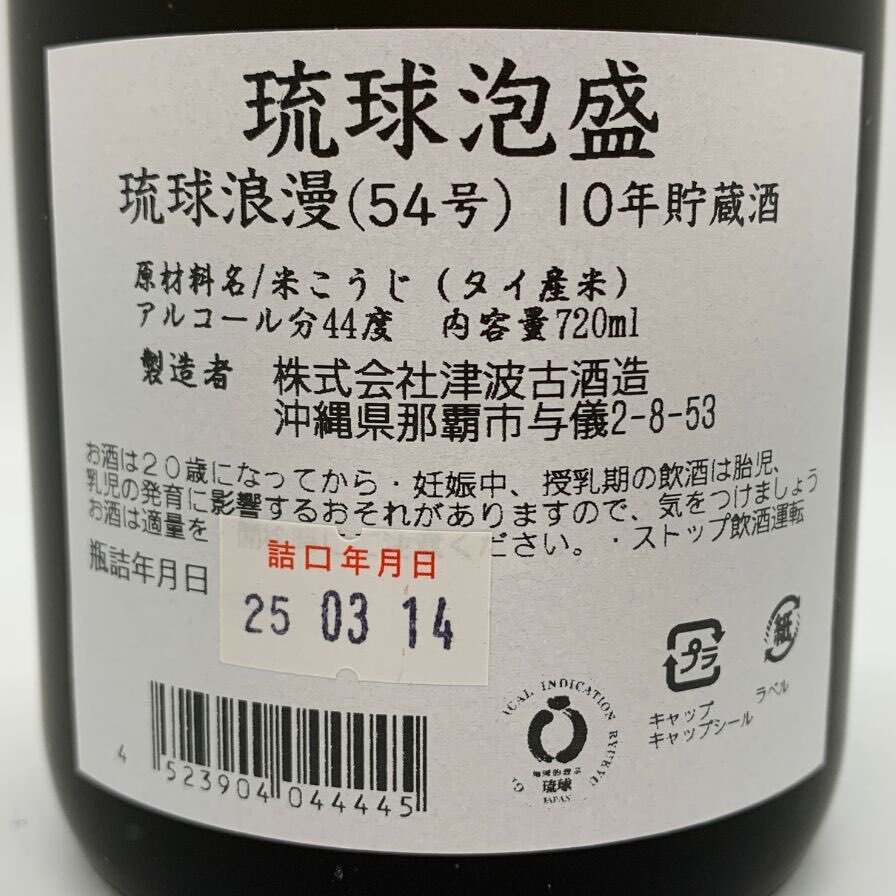 琉球泡盛
琉球浪漫(54号) 10年貯蔵酒
原材料名/米こうじ(タイ産米)
アルコール分44度 内容量720ml
製造者 株式会社津波古酒造
沖縄県那覇市与儀2-8-53
お酒は20歳になってから・妊娠中、授乳期の飲酒は胎児、
乳児の発育に影響するおそれがありますので、気をつけましょう
お酒は適量を ください。・ストップ飲酒運転
瓶詰年月日
詰口年月日
25 03 14
プラ
紙
キャップ
キャップシール
ラベル
4 523904 044445
ICAL INDICATION RYUKYU
地理的表示
琉球
JAPAN